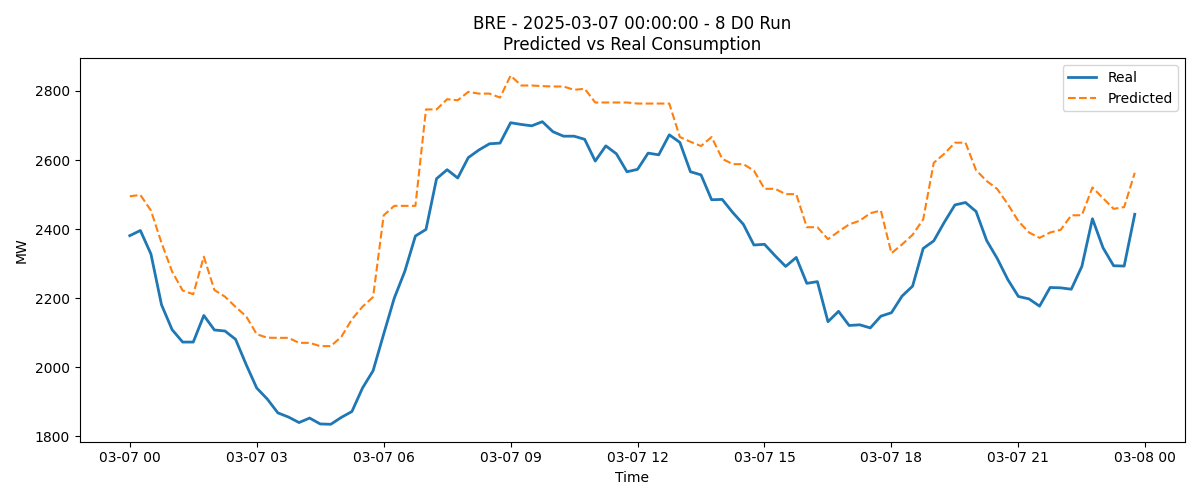 BRE - 2025-03-07 00:00:00 - 8 D0 Run
Predicted vs Real Consumption
Real
Predicted
MW
2800
2600
2400
2200
2000
1800
03-07 00
03-07 03
03-07 06
03-07 09
03-07 12
03-07 15
03-07 18
03-07 21
03-08 00
Time